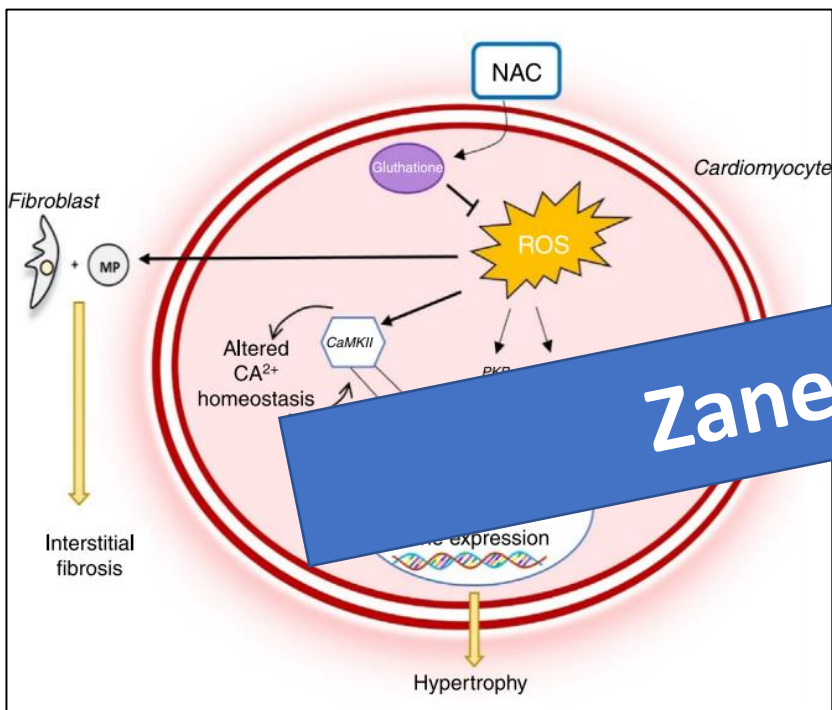 NAC
Gluthatione
Cardiomyocyte
Fibroblast
ROS
+
MP
CaMKII
Altered
CA²⁺
homeostasis
Zane
expression
Interstitial
fibrosis
Hypertrophy